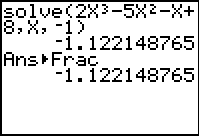 solve(2X³-5X²-X+
8,X,-1)
-1.122148765
Ans▸Frac
-1.122148765